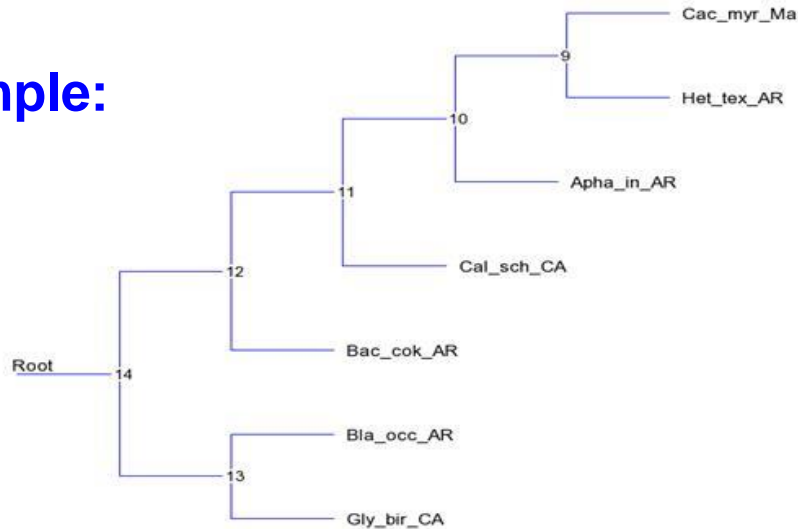 mple:
Cac_myr_Ma
9
Het_tex_AR
10
Apha_in_AR
11
Cal_sch_CA
12
Bac_cok_AR
Root
14
Bla_occ_AR
13
Gly_bir_CA